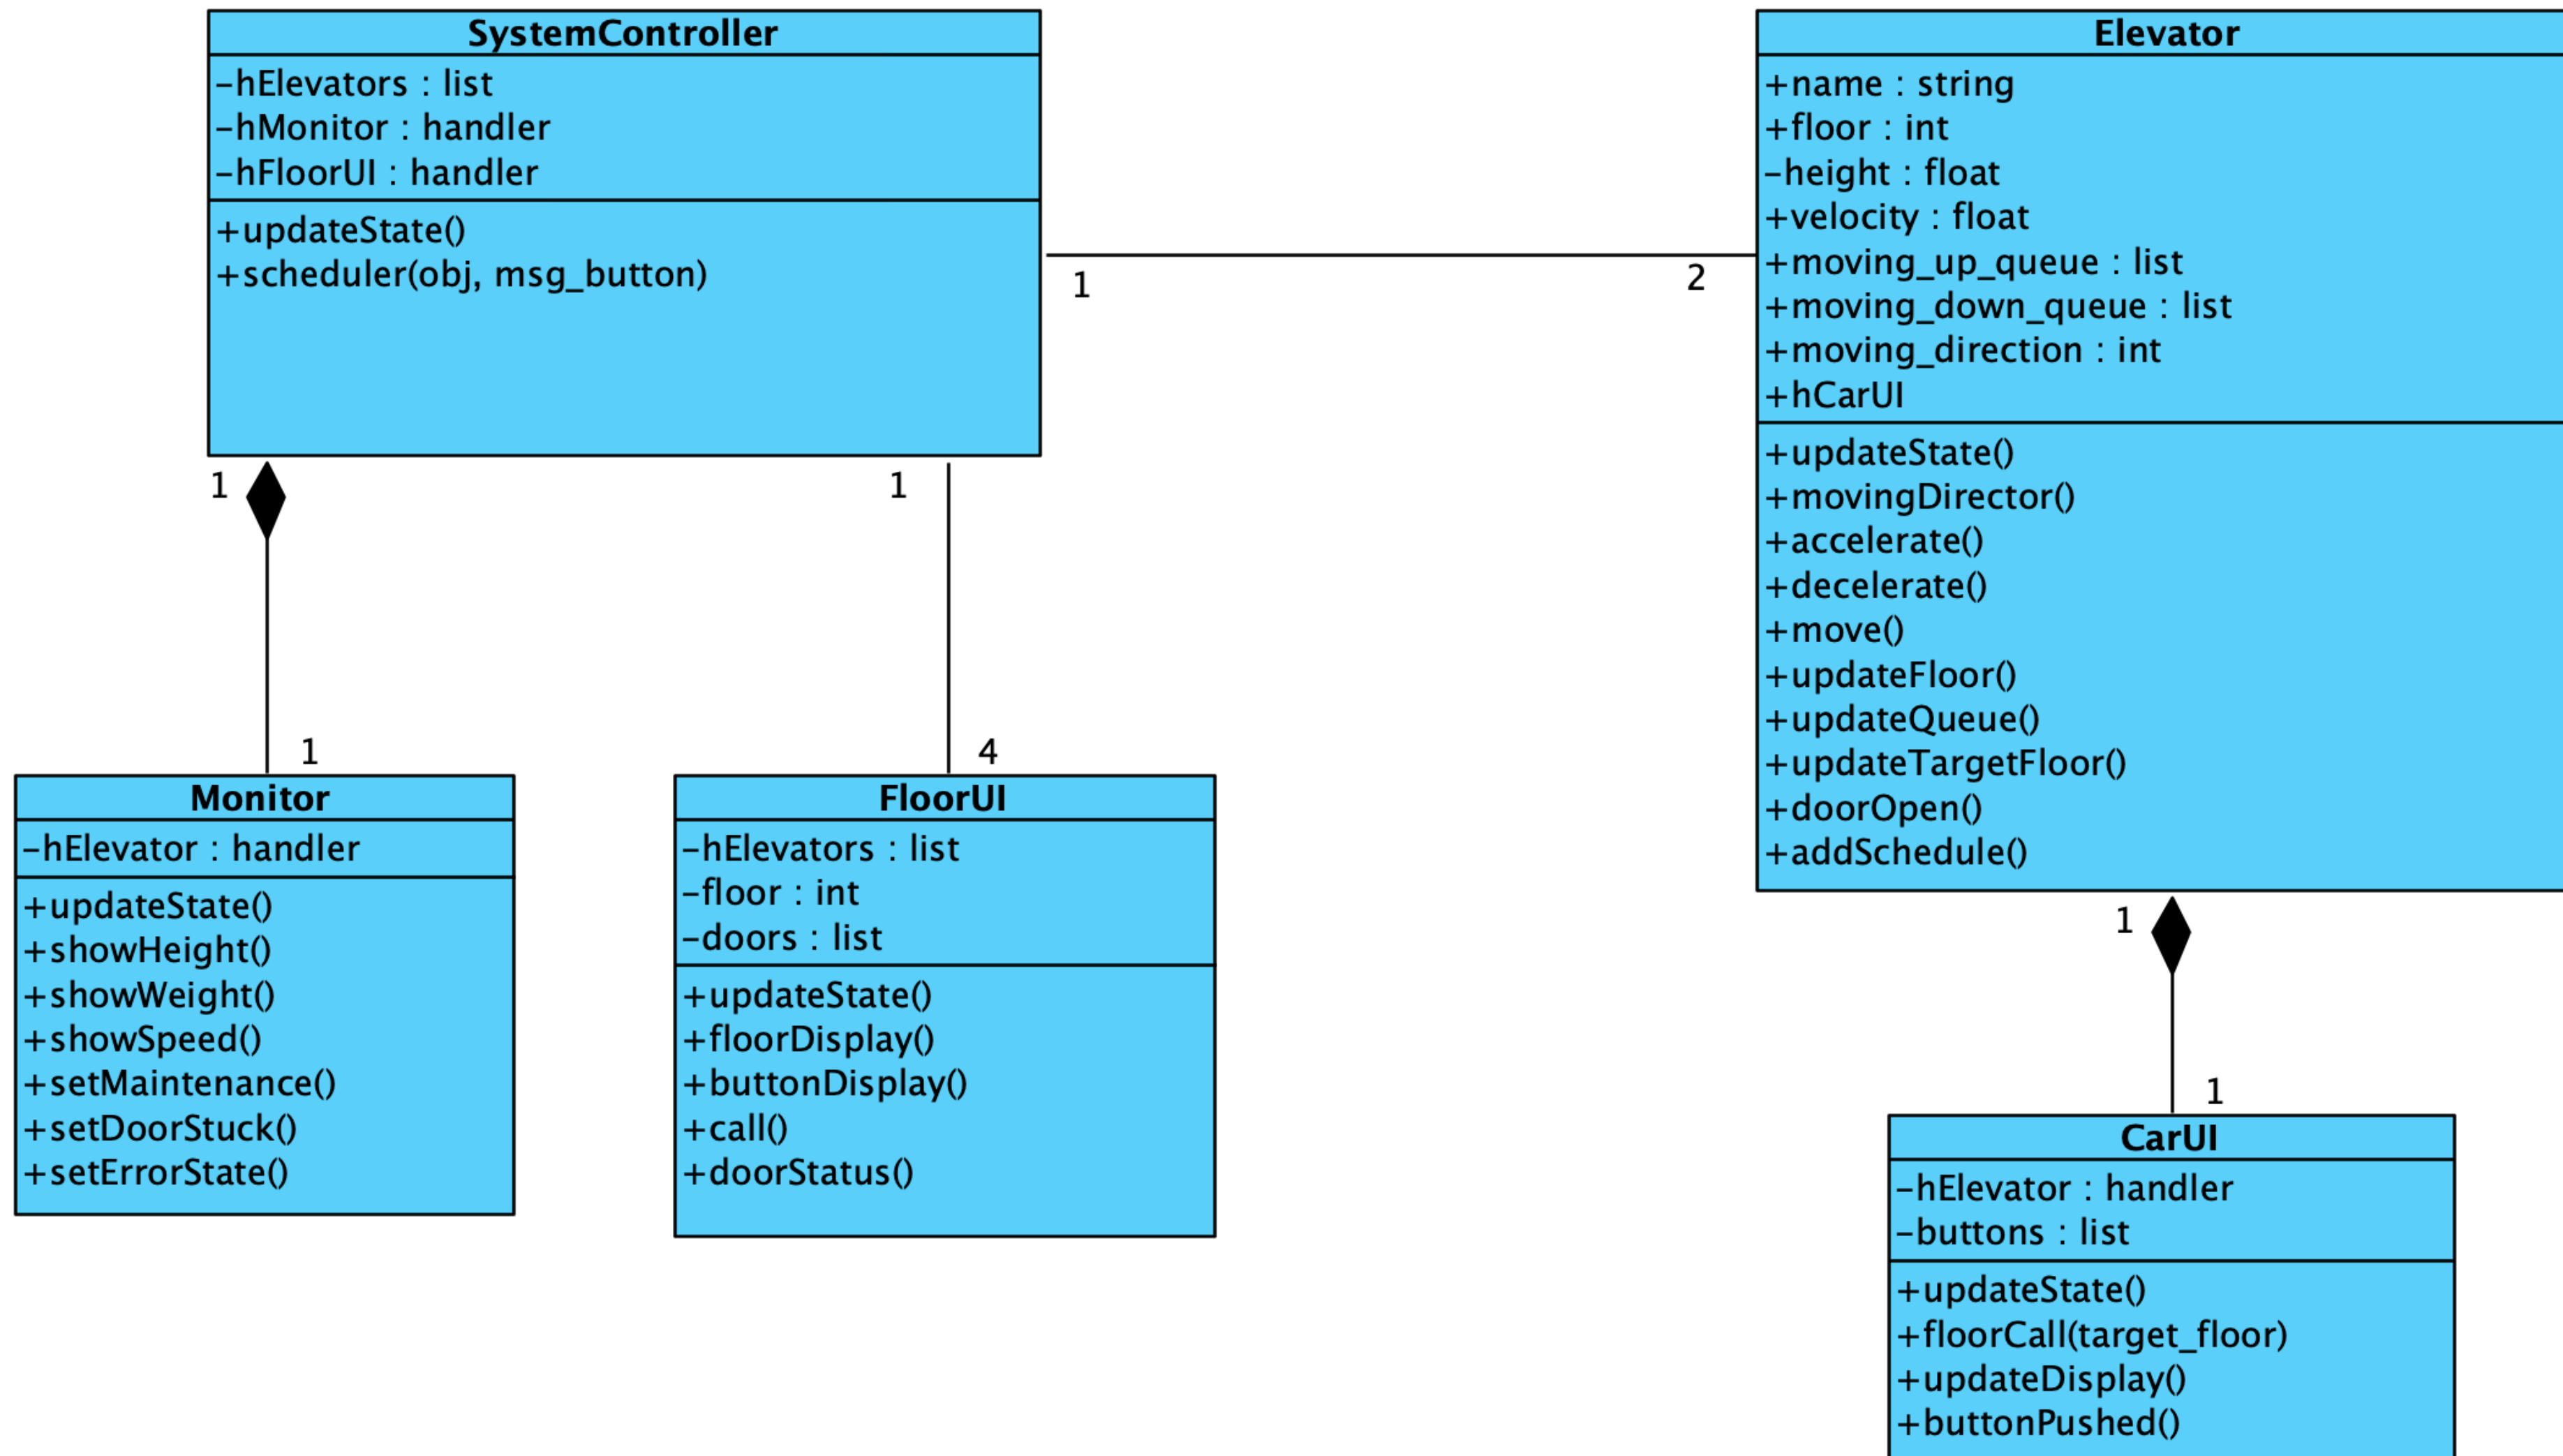 SystemController
-hElevators : list
-hMonitor : handler
-hFloorUI : handler
+updateState()
+scheduler(obj, msg_button)
1
2
Elevator
+name : string
+floor : int
-height : float
+velocity : float
+moving_up_queue : list
+moving_down_queue : list
+moving_direction : int
+hCarUI
+updateState()
+movingDirector()
+accelerate()
+decelerate()
+move()
+updateFloor()
+updateQueue()
+updateTargetFloor()
+doorOpen()
+addSchedule()
1
1
1
4
Monitor
-hElevator : handler
+updateState()
+showHeight()
+showWeight()
+showSpeed()
+setMaintenance()
+setDoorStuck()
+setErrorState()
FloorUI
-hElevators : list
-floor : int
-doors : list
+updateState()
+floorDisplay()
+buttonDisplay()
+call()
+doorStatus()
1
1
CarUI
-hElevator : handler
-buttons : list
+updateState()
+floorCall(target_floor)
+updateDisplay()
+buttonPushed()